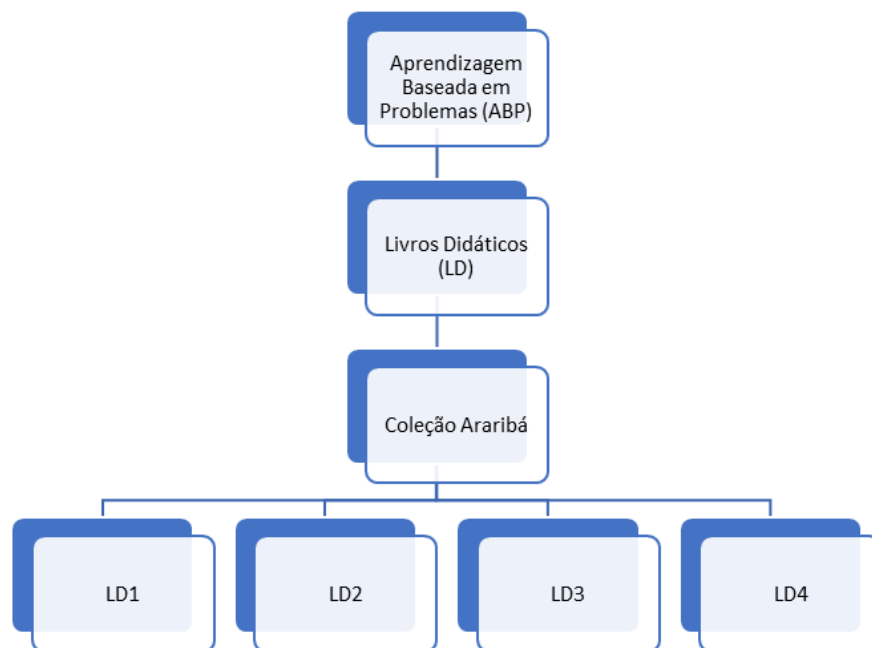 Aprendizagem
Baseada em
Problemas (ABP)
Livros Didáticos
(LD)
Coleção Araribá
LD1
LD2
LD3
LD4